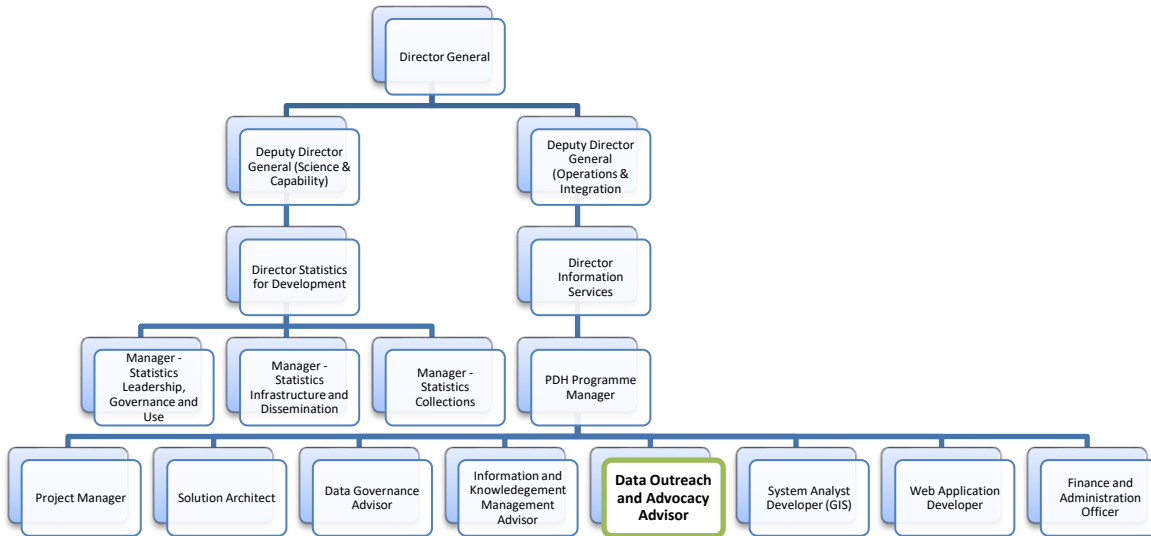 Director General
Deputy Director
General (Science &
Capability)
Deputy Director
General
(Operations &
Integration
Director Statistics
for Development
Director
Information
Services
Manager -
Statistics
Leadership,
Governance and
Use
Manager -
Statistics
Infrastructure and
Dissemination
Manager -
Statistics
Collections
PDH Programme
Manager
Project Manager
Solution Architect
Data Governance
Advisor
Information and
Knowledegement
Management
Advisor
Data Outreach
and Advocacy
Advisor
System Analyst
Developer (GIS)
Web Application
Developer
Finance and
Administration
Officer